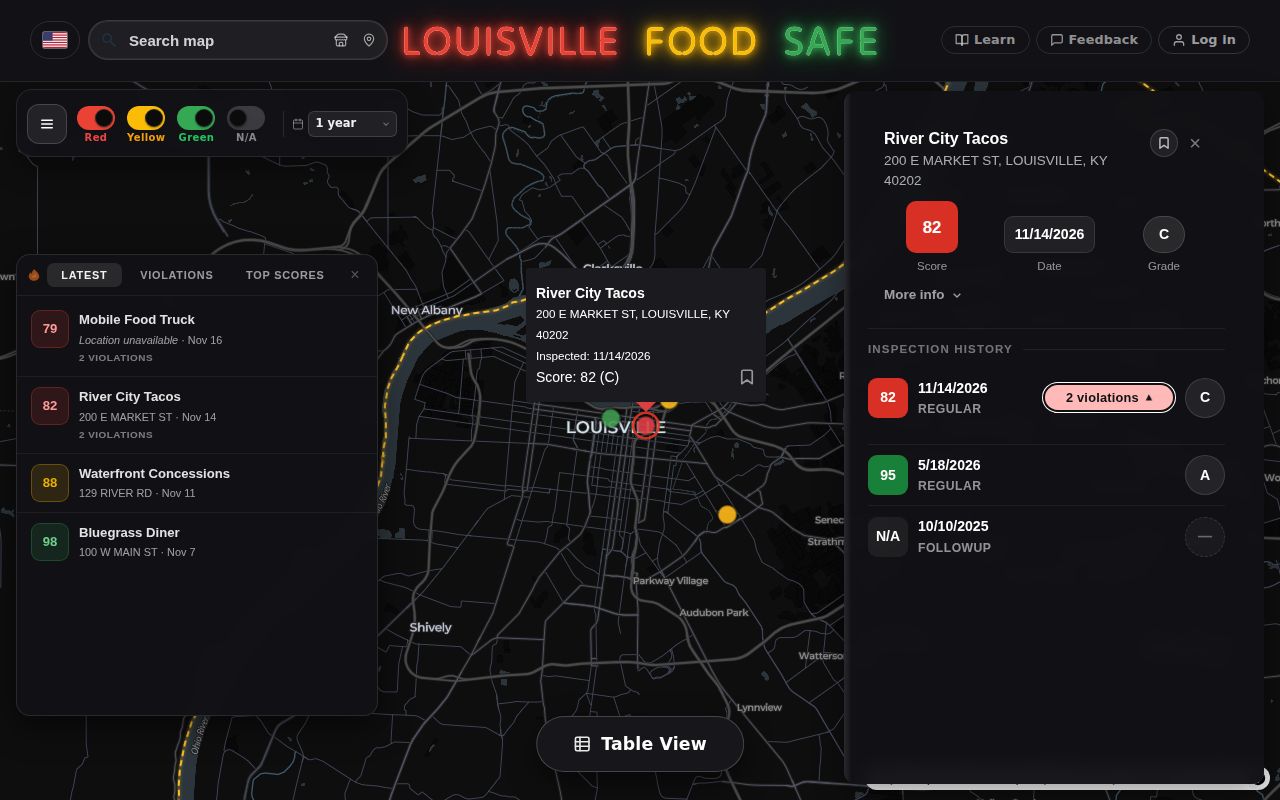 Search map
LOUISVILLE FOOD SAFE
Learn
Feedback
Log In
Red
Yellow
Green
N/A
1 year
LATEST
VIOLATIONS
TOP SCORES
79
Mobile Food Truck
Location unavailable · Nov 16
2 VIOLATIONS
82
River City Tacos
200 E MARKET ST · Nov 14
2 VIOLATIONS
88
Waterfront Concessions
129 RIVER RD · Nov 11
98
Bluegrass Diner
100 W MAIN ST · Nov 7
New Albany
River City Tacos
200 E MARKET ST, LOUISVILLE, KY
40202
Inspected: 11/14/2026
Score: 82 (C)
LOUISVILLE
Parkway Village
Audubon Park
Shively
Lynnview
Ohio River
Table View
River City Tacos
200 E MARKET ST, LOUISVILLE, KY
40202
82
11/14/2026
C
Score
Date
Grade
More info
INSPECTION HISTORY
82
11/14/2026
REGULAR
2 violations
C
95
5/18/2026
REGULAR
A
N/A
10/10/2025
FOLLOWUP
—